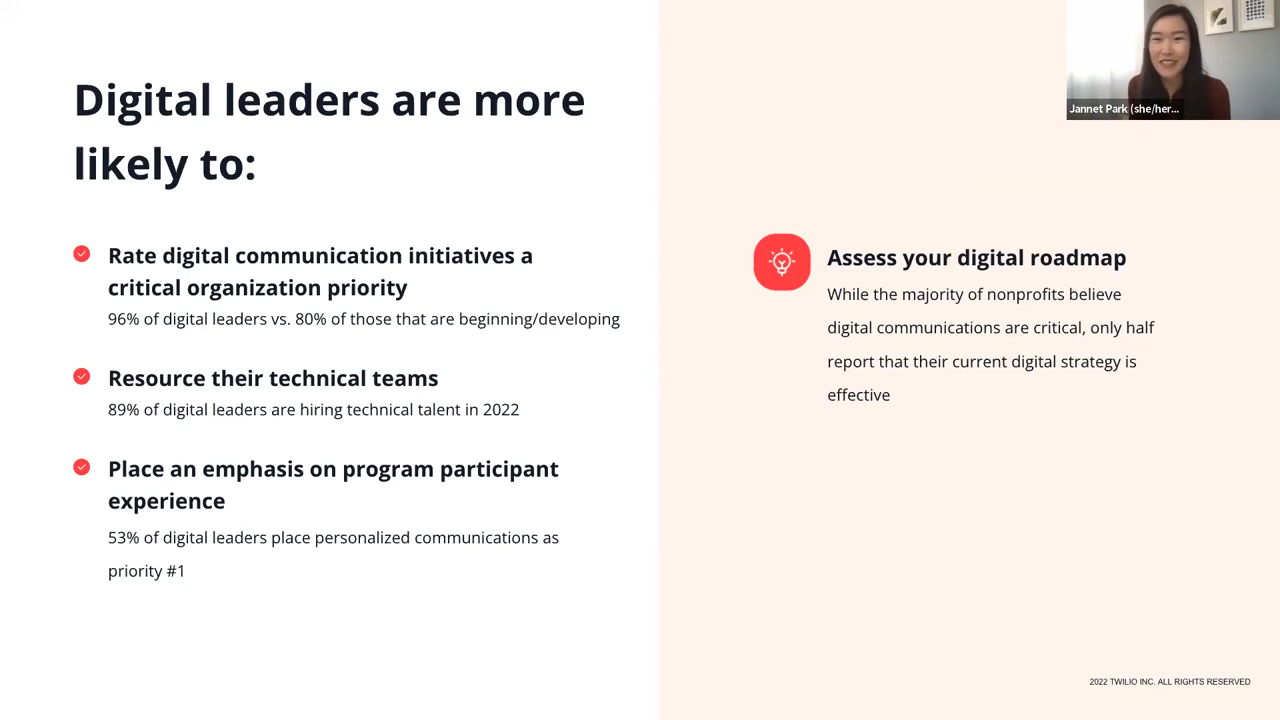 Digital leaders are more
likely to:
Rate digital communication initiatives a
critical organization priority
96% of digital leaders vs. 80% of those that are beginning/developing
Resource their technical teams
89% of digital leaders are hiring technical talent in 2022
Place an emphasis on program participant
experience
53% of digital leaders place personalized communications as
priority #1
Jannet Park (she/her...
Assess your digital roadmap
While the majority of nonprofits believe
digital communications are critical, only half
report that their current digital strategy is
effective
2022 TWILIO INC. ALL RIGHTS RESERVED